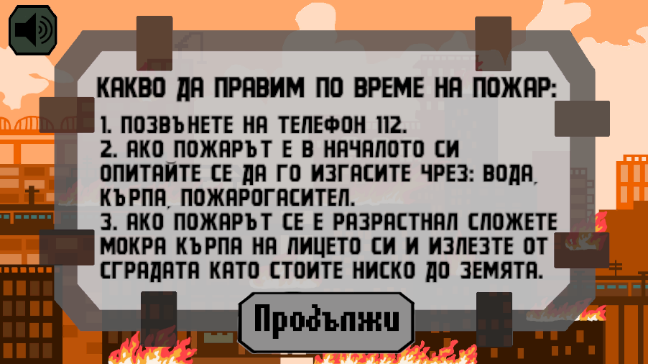 КАКВО ДА ПРАВИМ ПО ВРЕМЕ НА ПОЖАР:
1. ПОЗВЪНЕТЕ НА ТЕЛЕФОН 112.
2. АКО ПОЖАРЪТ Е В НАЧАЛОТО СИ
ОПИТАЙТЕ СЕ ДА ГО ИЗГАСИТЕ ЧРЕЗ: ВОДА,
КЪРПА, ПОЖАРОГАСИТЕЛ.
3. АКО ПОЖАРЪТ СЕ Е РАЗРАСТНАЛ СЛОЖЕТЕ
МОКРА КЪРПА НА ЛИЦЕТО СИ И ИЗЛЕЗТЕ ОТ
СГРАДАТА КАТО СТОИТЕ НИСКО ДО ЗЕМЯТА.
Продължи